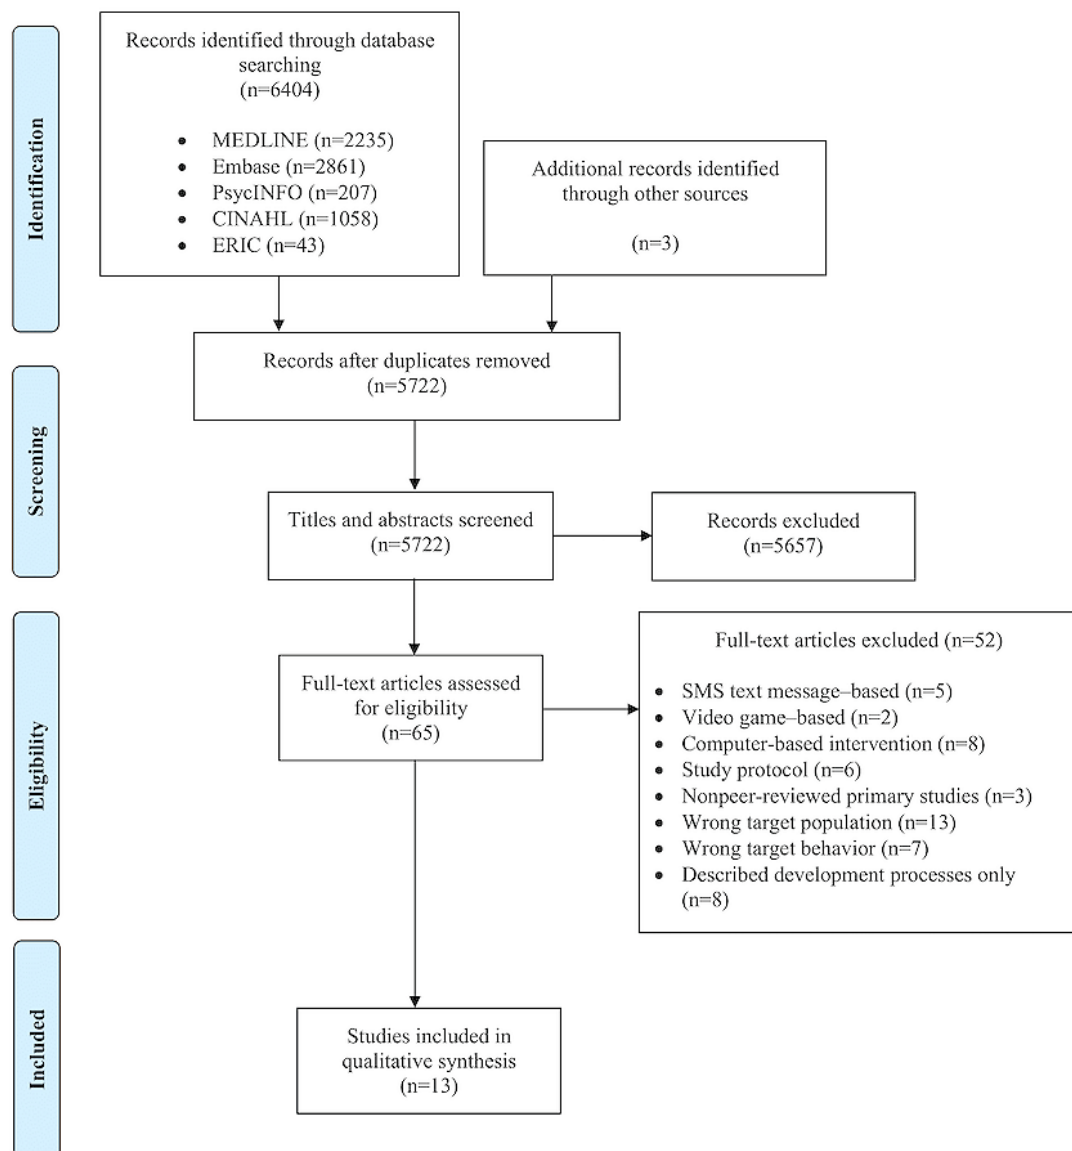 Identification
Records identified through database
searching
(n=6404)
• MEDLINE (n=2235)
• Embase (n=2861)
• PsycINFO (n=207)
• CINAHL (n=1058)
• ERIC (n=43)
Additional records identified
through other sources
(n=3)
Records after duplicates removed
(n=5722)
Screening
Titles and abstracts screened
(n=5722)
Records excluded
(n=5657)
Eligibility
Full-text articles assessed
for eligibility
(n=65)
Full-text articles excluded (n=52)
• SMS text message–based (n=5)
• Video game–based (n=2)
• Computer-based intervention (n=8)
• Study protocol (n=6)
• Nonpeer-reviewed primary studies (n=3)
• Wrong target population (n=13)
• Wrong target behavior (n=7)
• Described development processes only
(n=8)
Included
Studies included in
qualitative synthesis
(n=13)